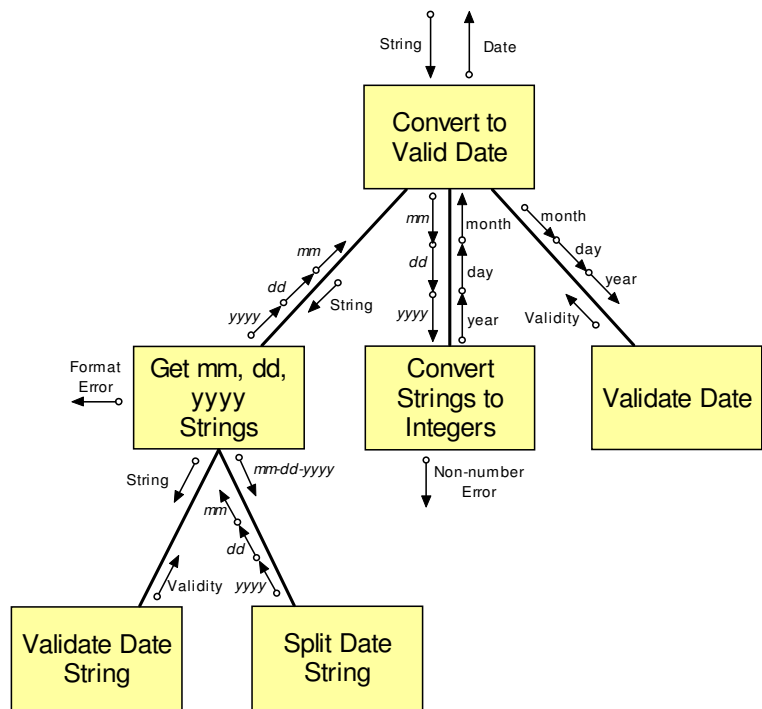 String
Date
Convert to
Valid Date
mm
dd
yyyy
String
mm
dd
yyyy
month
day
year
month
day
year
Validity
Format
Error
Get mm, dd,
yyyy
Strings
Convert
Strings to
Integers
Validate Date
String
mm-dd-yyyy
Non-number
Error
mm
dd
yyyy
Validity
Validate Date
String
Split Date
String